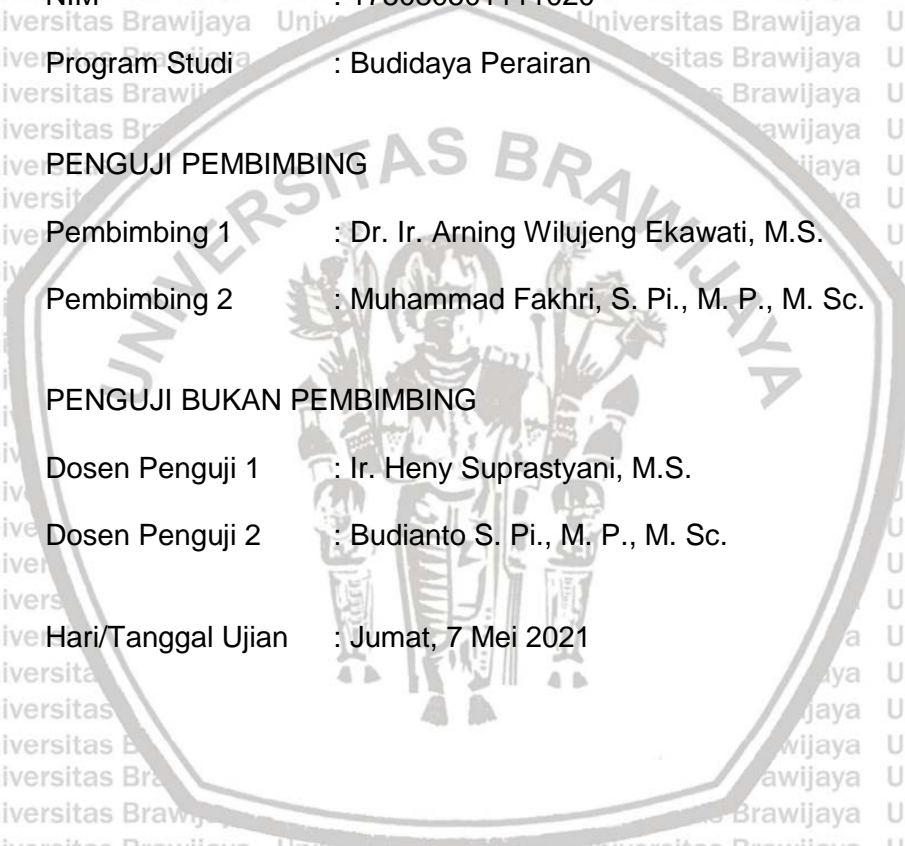 Program Studi : Budidaya Perairan
PENGUJI PEMBIMBING
Pembimbing 1 : Dr. Ir. Arning Wilujeng Ekawati, M.S.
Pembimbing 2 : Muhammad Fakhri, S. Pi., M. P., M. Sc.
PENGUJI BUKAN PEMBIMBING
Dosen Penguji 1 : Ir. Heny Suprastyani, M.S.
Dosen Penguji 2 : Budianto S. Pi., M. P., M. Sc.
Hari/Tanggal Ujian : Jumat, 7 Mei 2021
UNIVERSITAS BRAWIJAYA